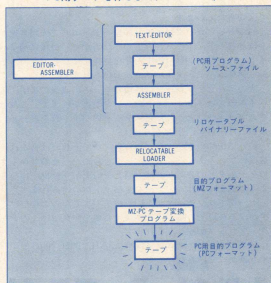 TEXT-EDITOR
テープ
(PC用プログラム)
ソース・ファイル
EDITOR-
ASSEMBLER
ASSEMBLER
テープ
リロケータブル
バイナリーファイル
RELOCATABLE
LOADER
テープ
目的プログラム
(MZフォーマット)
MZ-PC テープ変換
プログラム
テープ
PC用目的プログラム
(PCフォーマット)